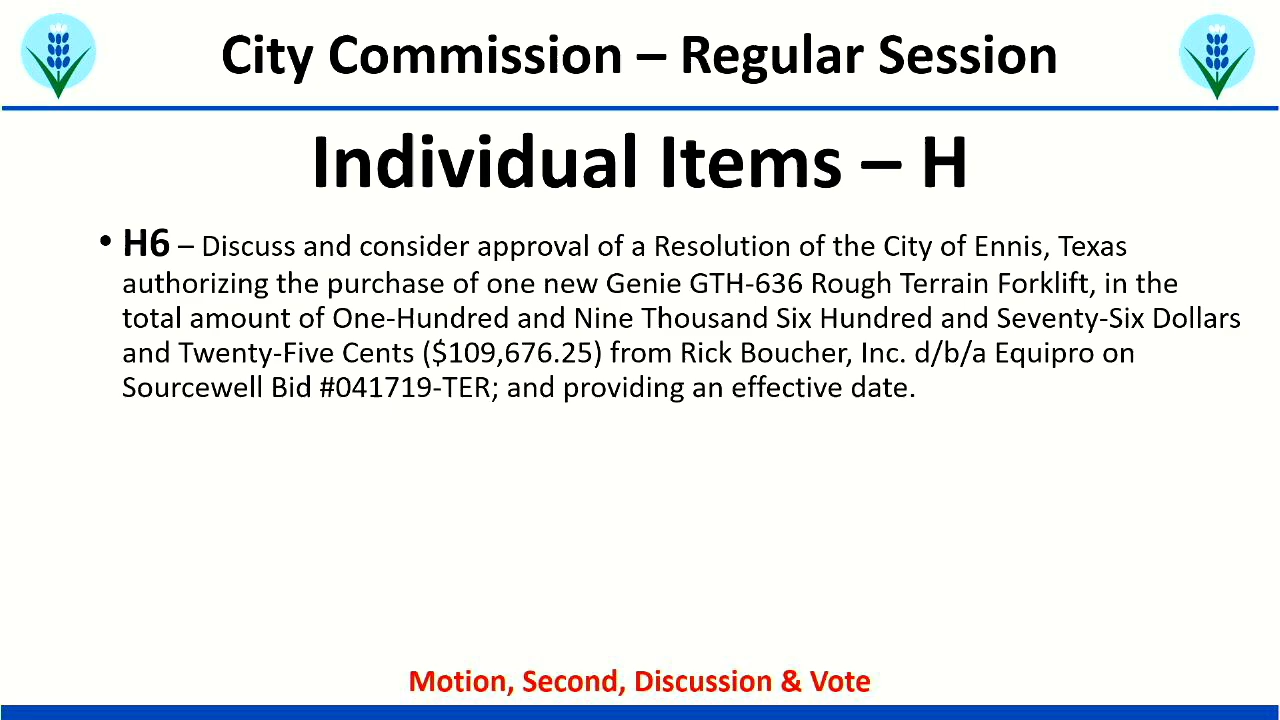 City Commission – Regular Session
Individual Items – H
• H6 – Discuss and consider approval of a Resolution of the City of Ennis, Texas
authorizing the purchase of one new Genie GTH-636 Rough Terrain Forklift, in the
total amount of One-Hundred and Nine Thousand Six Hundred and Seventy-Six Dollars
and Twenty-Five Cents ($109,676.25) from Rick Boucher, Inc. d/b/a Equipro on
Sourcewell Bid #041719-TER; and providing an effective date.
Motion, Second, Discussion & Vote